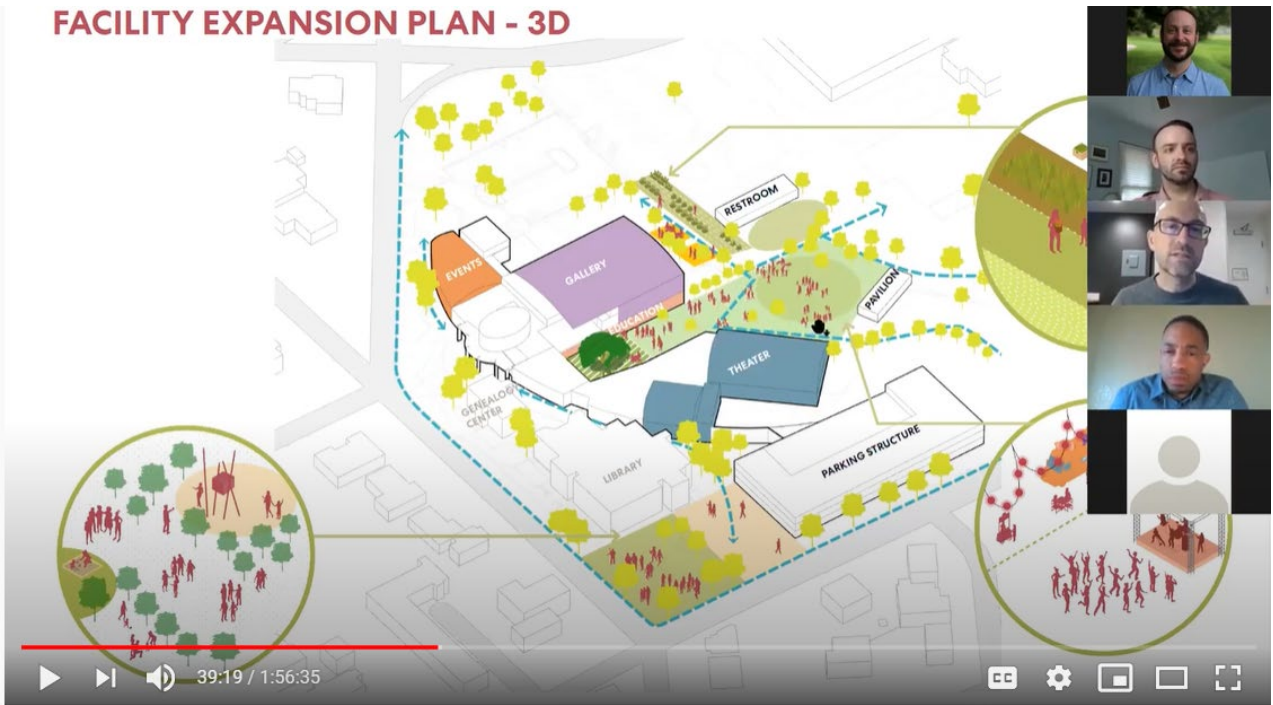 FACILITY EXPANSION PLAN - 3D
RESTROOM
EVENTS
GALLERY
PAVILION
EDUCATION
THEATER
GENEALOGY
CENTER
LIBRARY
PARKING STRUCTURE
39:19 / 1:56:35
CC